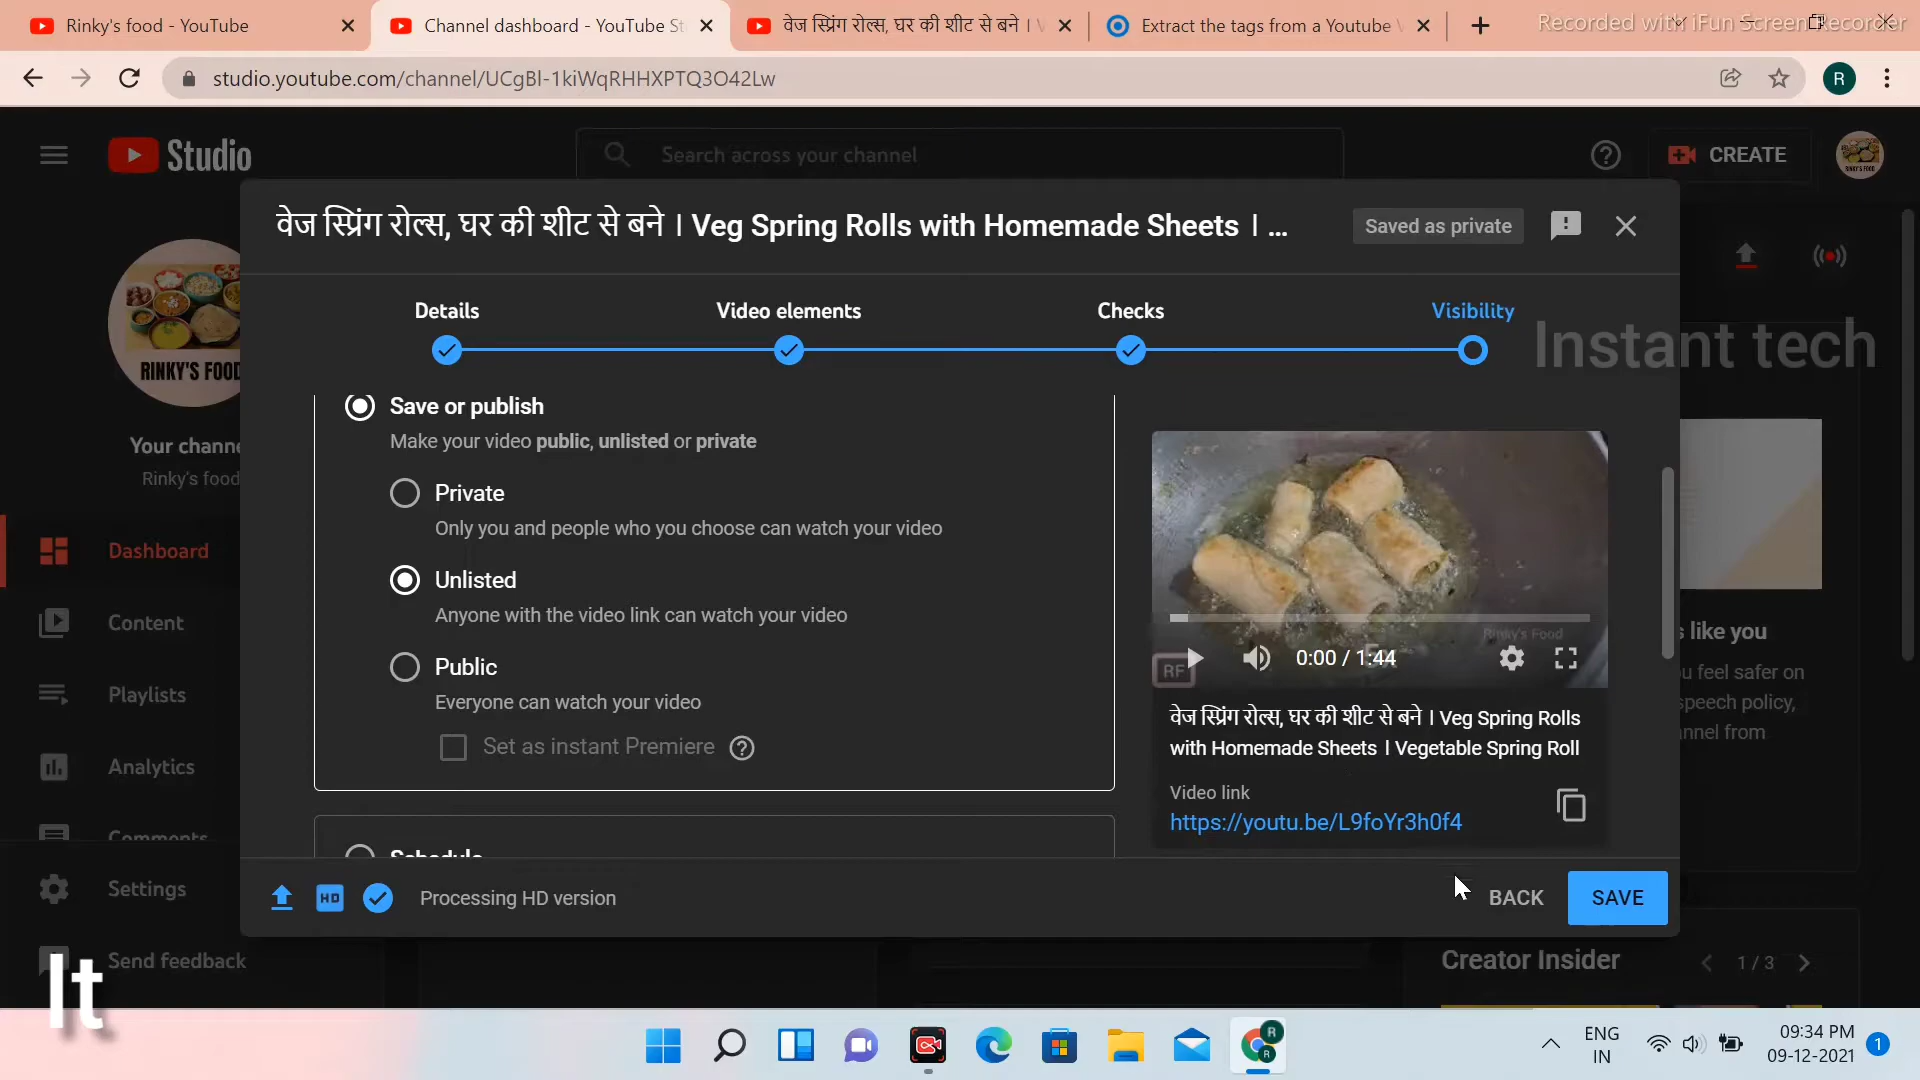 Rinky's food - YouTube
Channel dashboard - YouTube St
वेज स्प्रिंग रोल्स, घर की शीट से बने । V
Extract the tags from a Youtube V
Recorded with iFun Screen Recorder
studio.youtube.com/channel/UCgBl-1kiWqRHHXPTQ3O42Lw
R
Studio
Search across your channel
CREATE
वेज स्प्रिंग रोल्स, घर की शीट से बने । Veg Spring Rolls with Homemade Sheets । ...
Saved as private
Details
Video elements
Checks
Visibility
Instant tech
RINKY'S FOOD
Your channe
Rinky's food
Save or publish
Make your video public, unlisted or private
Private
Only you and people who you choose can watch your video
Unlisted
Anyone with the video link can watch your video
Public
Everyone can watch your video
Set as instant Premiere
Schedule
Rinky's Food
RF
0:00 / 1:44
वेज स्प्रिंग रोल्स, घर की शीट से बने । Veg Spring Rolls
with Homemade Sheets । Vegetable Spring Roll
Video link
https://youtu.be/L9foYr3h0f4
like you
u feel safer on
speech policy,
nnel from
Dashboard
Content
Playlists
Analytics
Comments
Settings
Send feedback
HD
Processing HD version
BACK
SAVE
Creator Insider
1 / 3
It
ENG
IN
09:34 PM
09-12-2021
1